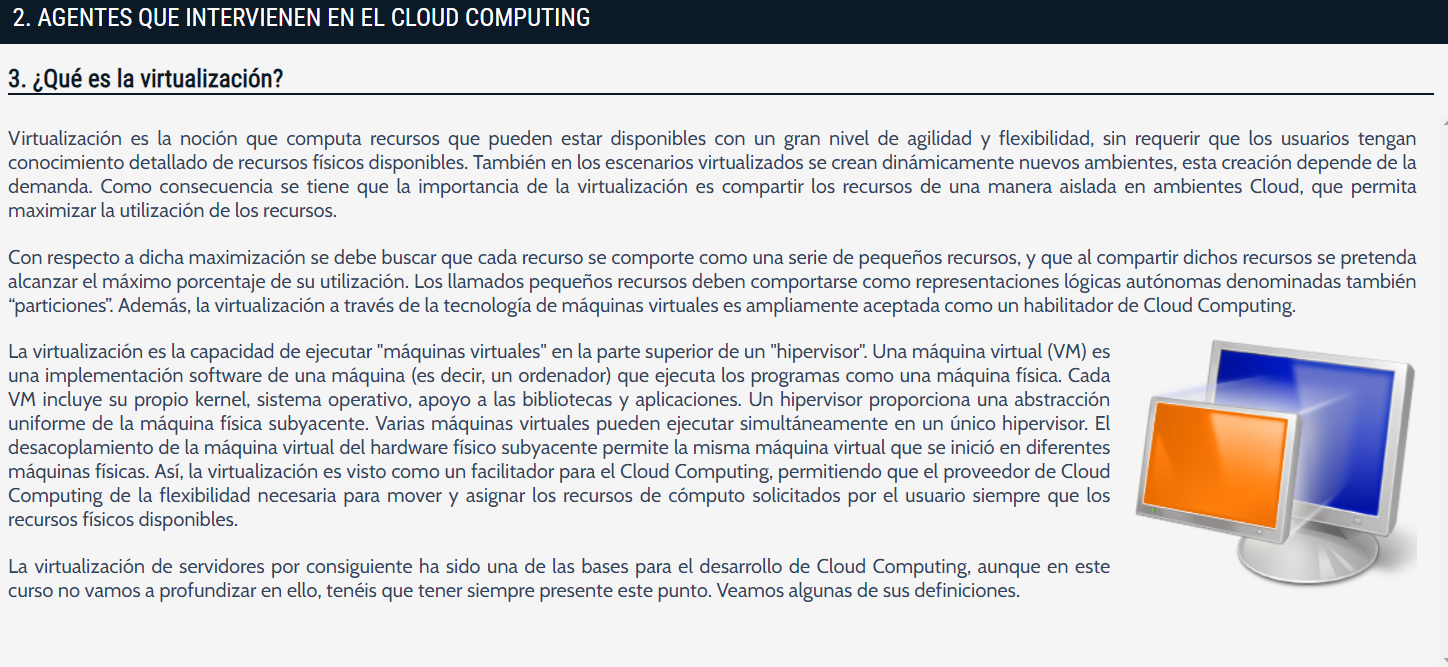 2. AGENTES QUE INTERVIENEN EN EL CLOUD COMPUTING
3. ¿Qué es la virtualización?
Virtualización es la noción que computa recursos que pueden estar disponibles con un gran nivel de agilidad y flexibilidad, sin requerir que los usuarios tengan
conocimiento detallado de recursos físicos disponibles. También en los escenarios virtualizados se crean dinámicamente nuevos ambientes, esta creación depende de la
demanda. Como consecuencia se tiene que la importancia de la virtualización es compartir los recursos de una manera aislada en ambientes Cloud, que permita
maximizar la utilización de los recursos.
Con respecto a dicha maximización se debe buscar que cada recurso se comporte como una serie de pequeños recursos, y que al compartir dichos recursos se pretenda
alcanzar el máximo porcentaje de su utilización. Los llamados pequeños recursos deben comportarse como representaciones lógicas autónomas denominadas también
“particiones”. Además, la virtualización a través de la tecnología de máquinas virtuales es ampliamente aceptada como un habilitador de Cloud Computing.
La virtualización es la capacidad de ejecutar "máquinas virtuales" en la parte superior de un "hipervisor". Una máquina virtual (VM) es
una implementación software de una máquina (es decir, un ordenador) que ejecuta los programas como una máquina física. Cada
VM incluye su propio kernel, sistema operativo, apoyo a las bibliotecas y aplicaciones. Un hipervisor proporciona una abstracción
uniforme de la máquina física subyacente. Varias máquinas virtuales pueden ejecutar simultáneamente en un único hipervisor. El
desacoplamiento de la máquina virtual del hardware físico subyacente permite la misma máquina virtual que se inició en diferentes
máquinas físicas. Así, la virtualización es visto como un facilitador para el Cloud Computing, permitiendo que el proveedor de Cloud
Computing de la flexibilidad necesaria para mover y asignar los recursos de cómputo solicitados por el usuario siempre que los
recursos físicos disponibles.
La virtualización de servidores por consiguiente ha sido una de las bases para el desarrollo de Cloud Computing, aunque en este
curso no vamos a profundizar en ello, tenéis que tener siempre presente este punto. Veamos algunas de sus definiciones.